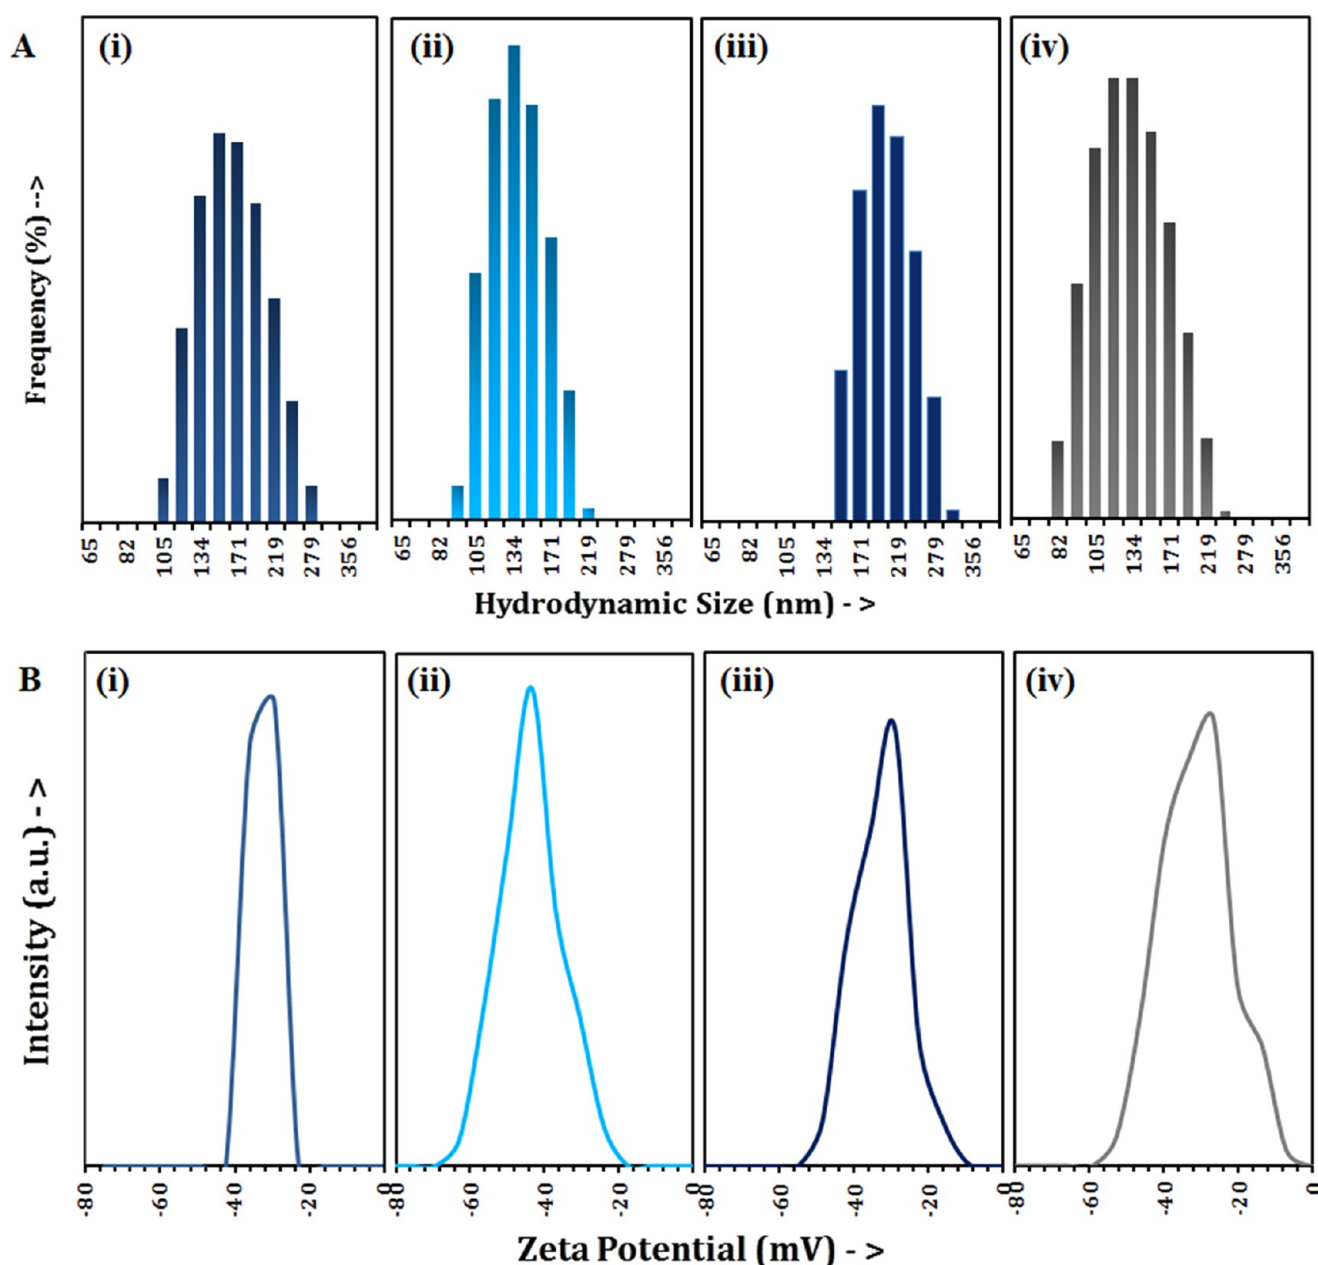 A (i) (ii) (iii) (iv)
Frequency (%) -->
65 82 105 134 171 219 279 356 65 82 105 134 171 219 279 356 65 82 105 134 171 219 279 356 65 82 105 134 171 219 279 356
Hydrodynamic Size (nm) - >
B (i) (ii) (iii) (iv)
Intensity (a.u.) - >
-80 -60 -40 -20 0 -80 -60 -40 -20 0 -80 -60 -40 -20 0 -80 -60 -40 -20 0
Zeta Potential (mV) - >